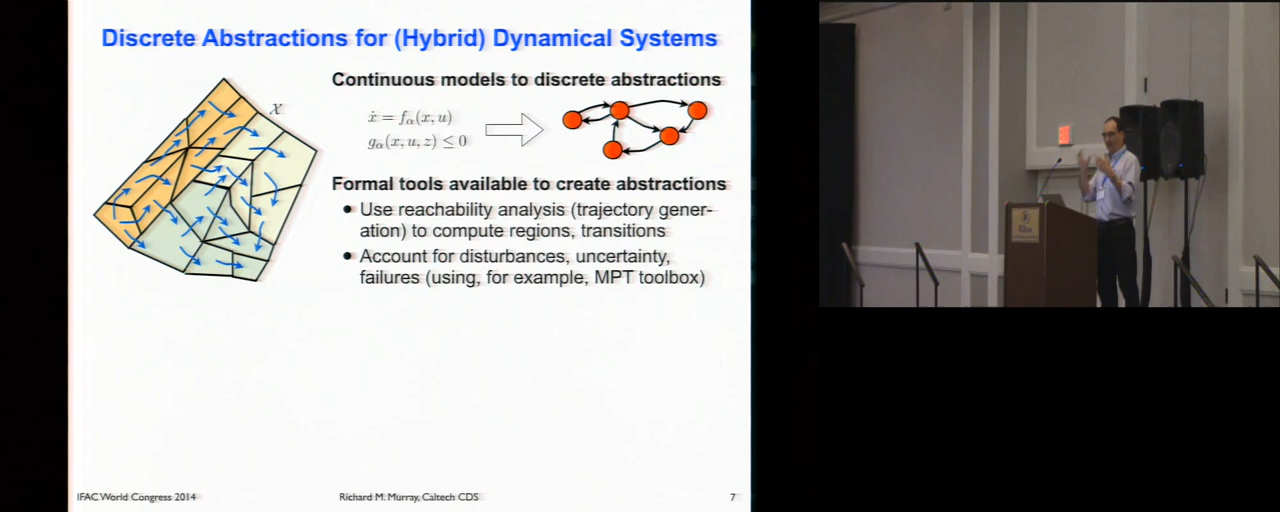 Discrete Abstractions for (Hybrid) Dynamical Systems
X
Continuous models to discrete abstractions
ẋ = fα(x, u)
gα(x, u, z) ≤ 0
Formal tools available to create abstractions
• Use reachability analysis (trajectory gener-
ation) to compute regions, transitions
• Account for disturbances, uncertainty,
failures (using, for example, MPT toolbox)
IFAC World Congress 2014
Richard M. Murray, Caltech CDS
7